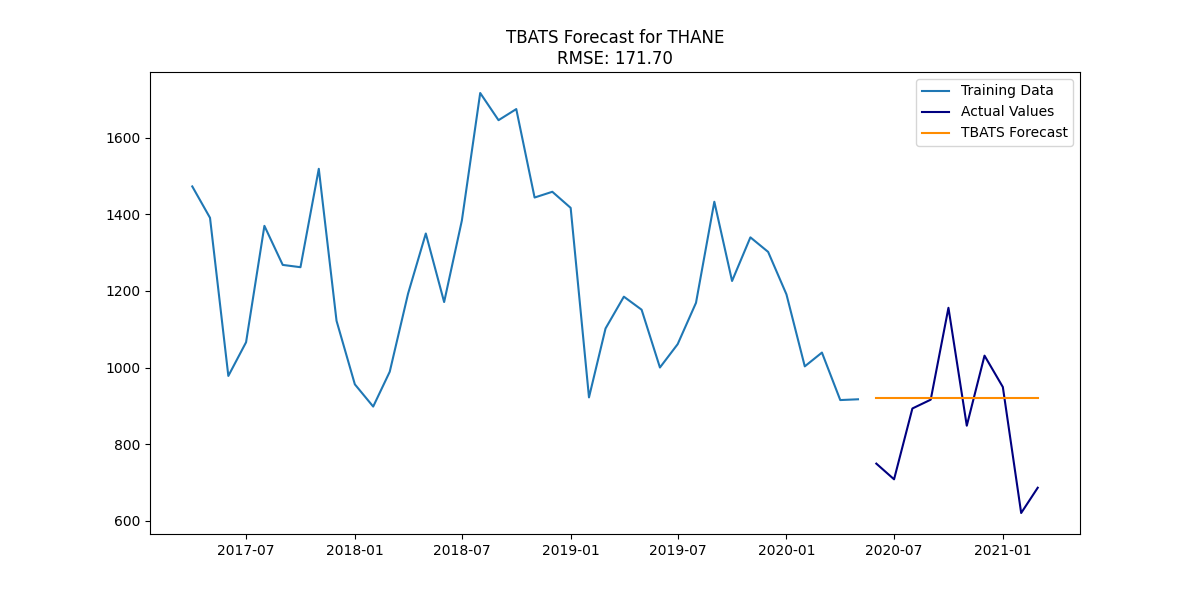 TBATS Forecast for THANE
RMSE: 171.70
Training Data
Actual Values
TBATS Forecast
1600
1400
1200
1000
800
600
2017-07 2018-01 2018-07 2019-01 2019-07 2020-01 2020-07 2021-01